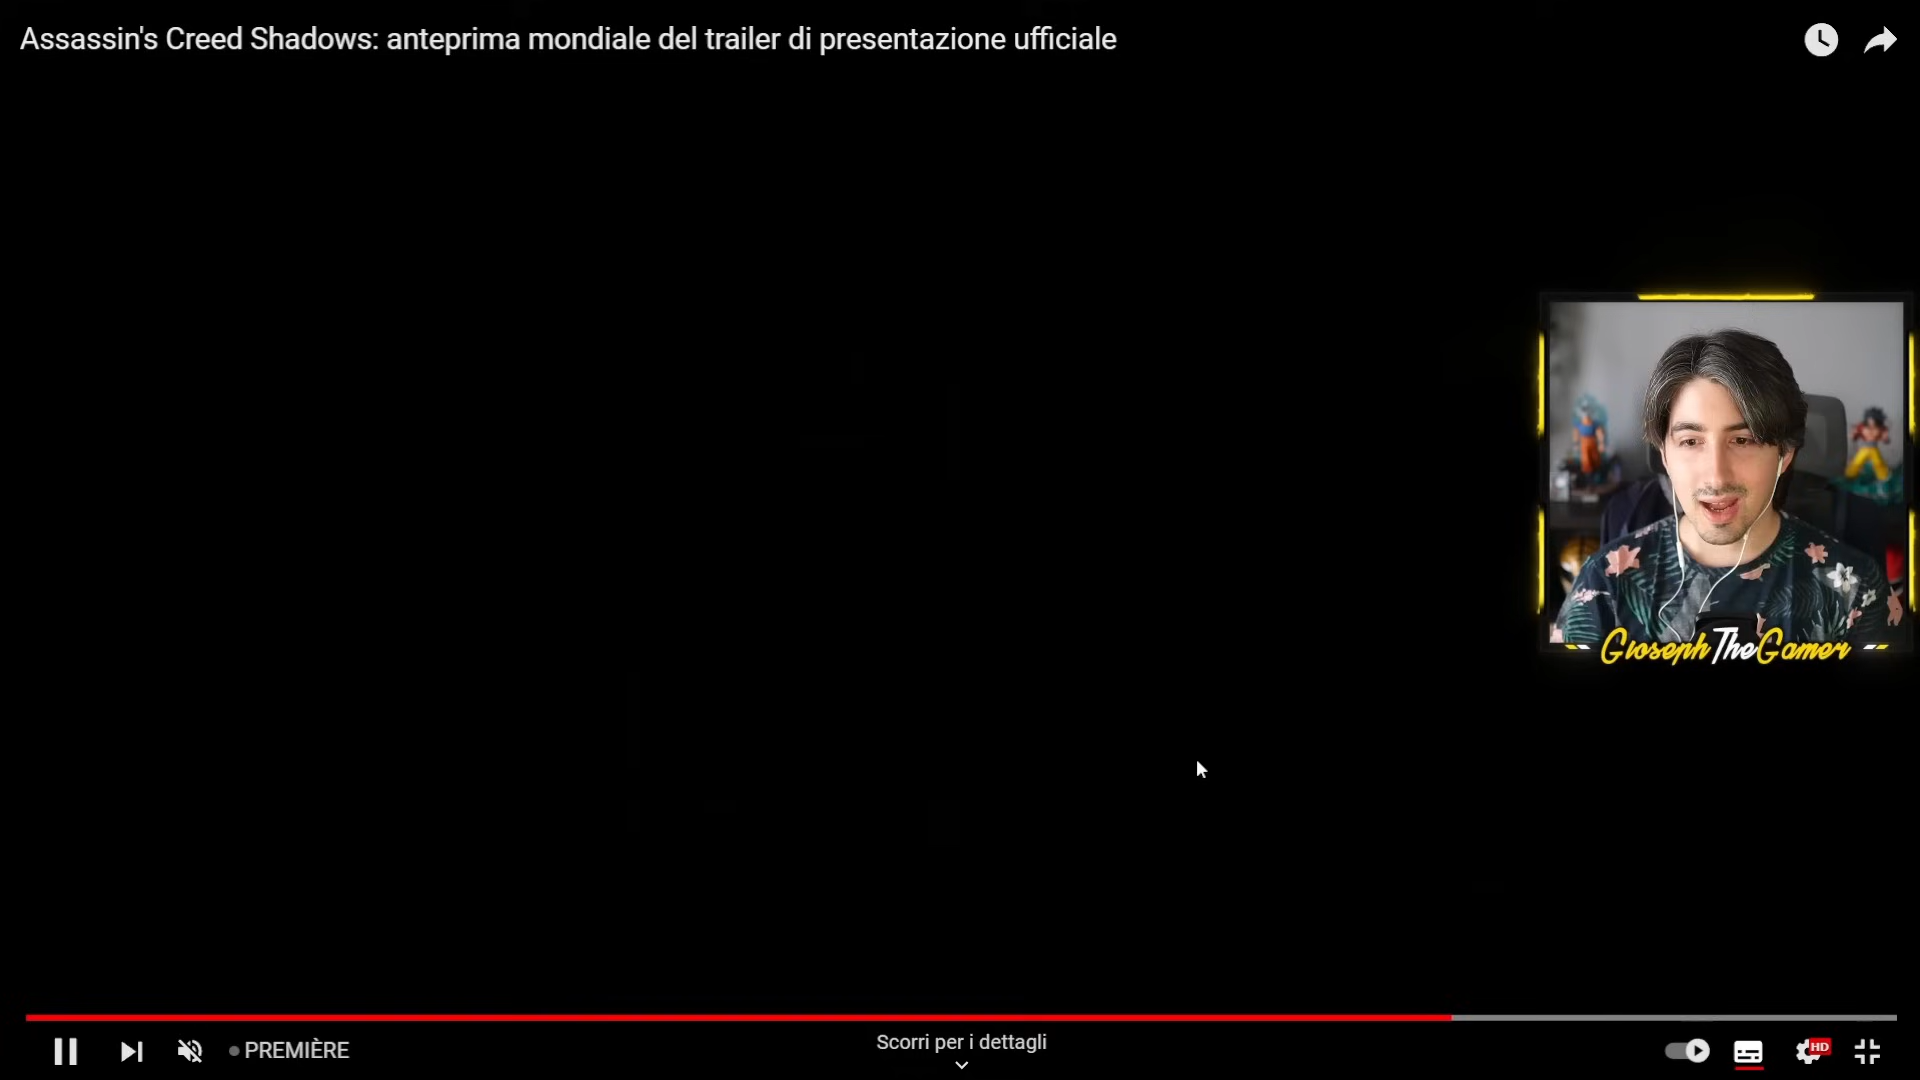 Assassin's Creed Shadows: anteprima mondiale del trailer di presentazione ufficiale
GiosephTheGamer
PREMIÈRE
Scorri per i dettagli
HD